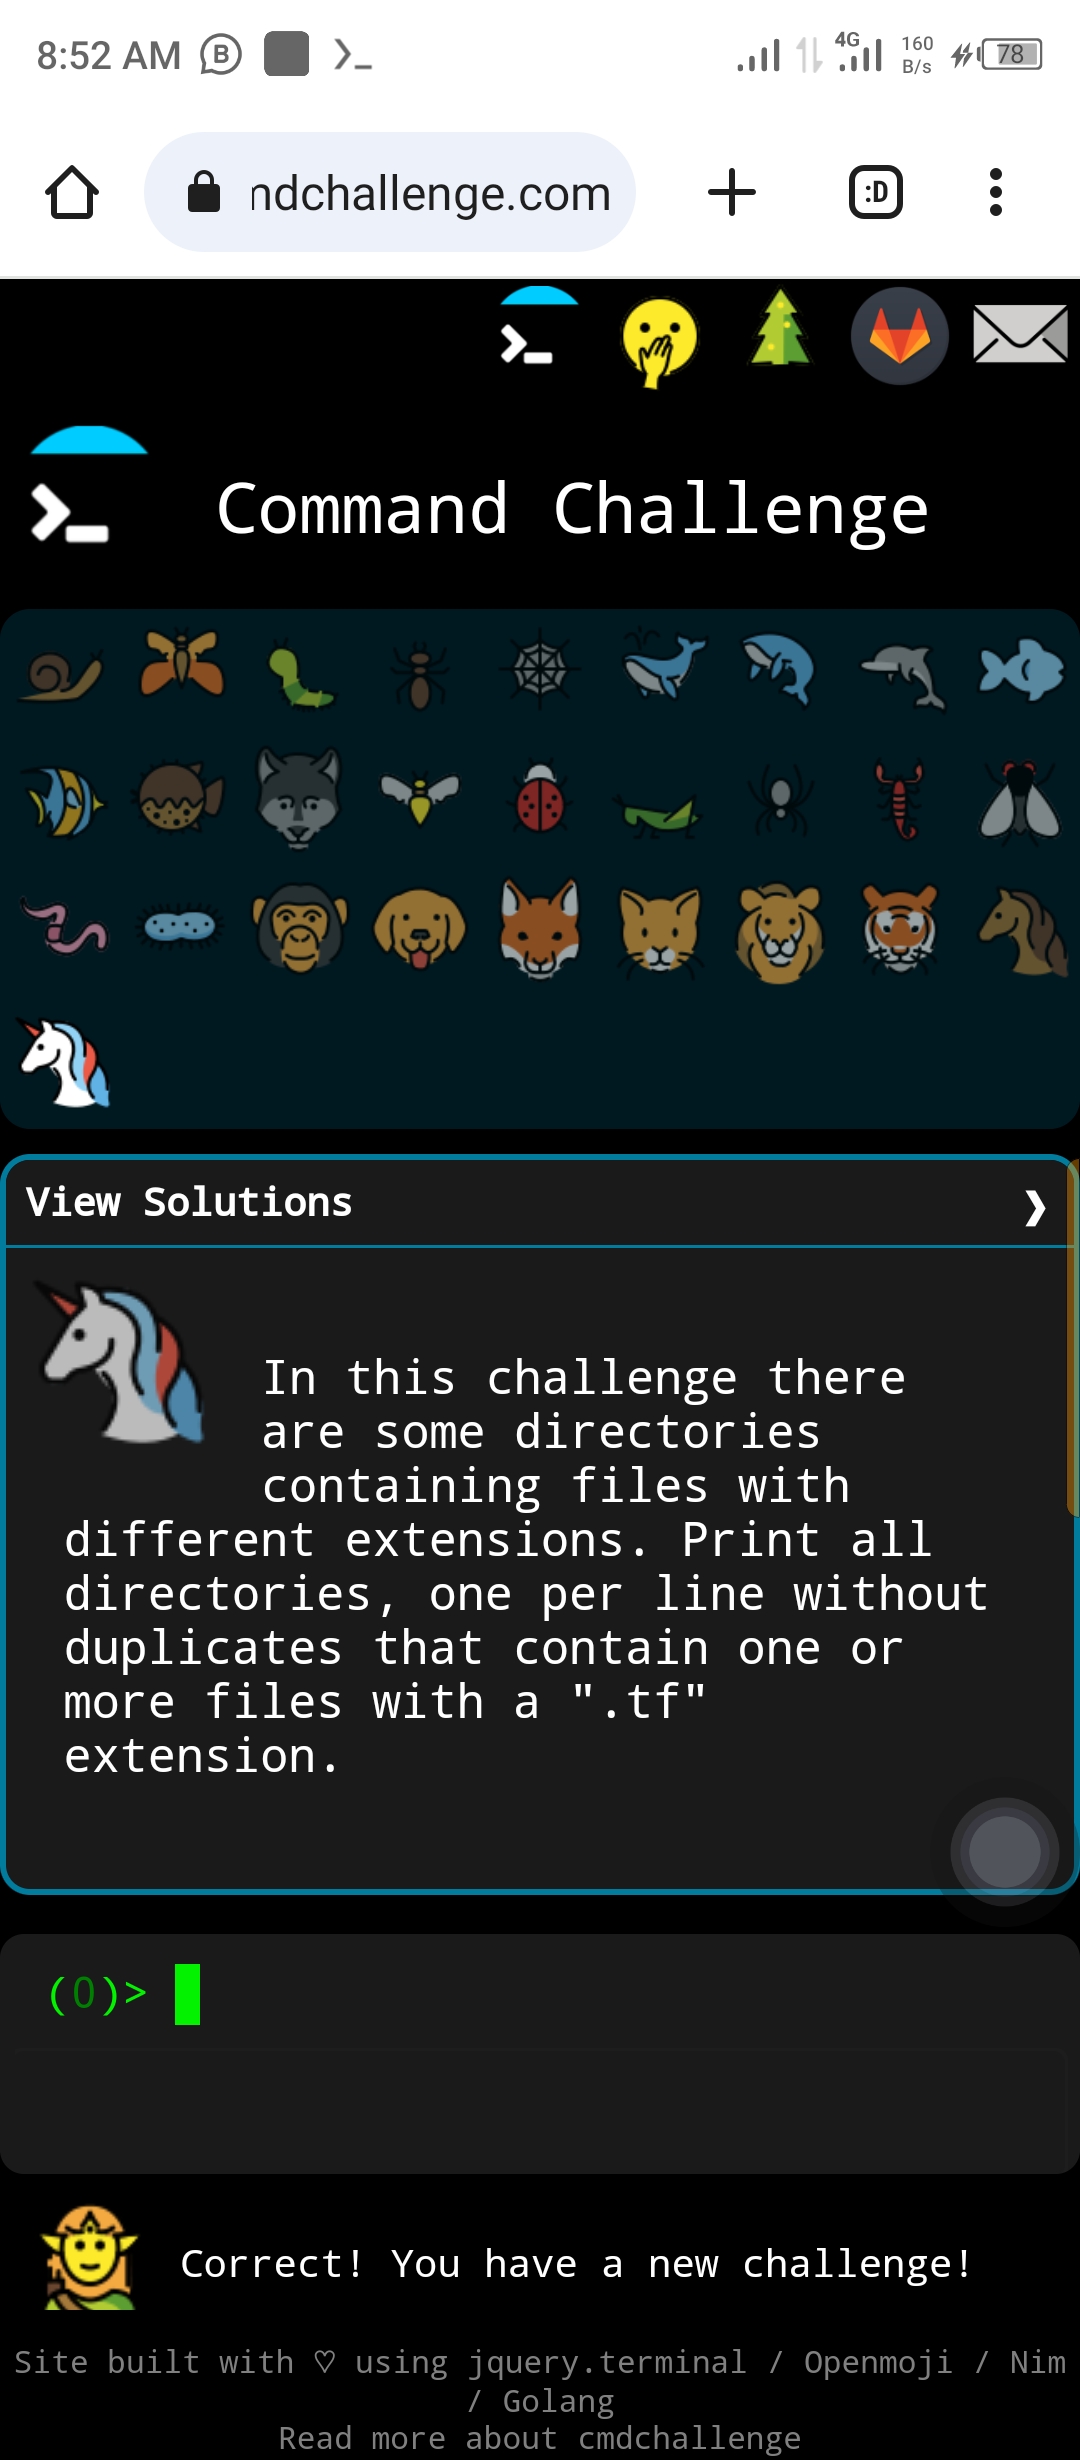 8:52 AM
4G
160
B/s
78
ndchallenge.com
:D
Command Challenge
View Solutions
In this challenge there
are some directories
containing files with
different extensions. Print all
directories, one per line without
duplicates that contain one or
more files with a ".tf"
extension.
(0)>
Correct! You have a new challenge!
Site built with ♡ using jquery.terminal / Openmoji / Nim
/ Golang
Read more about cmdchallenge